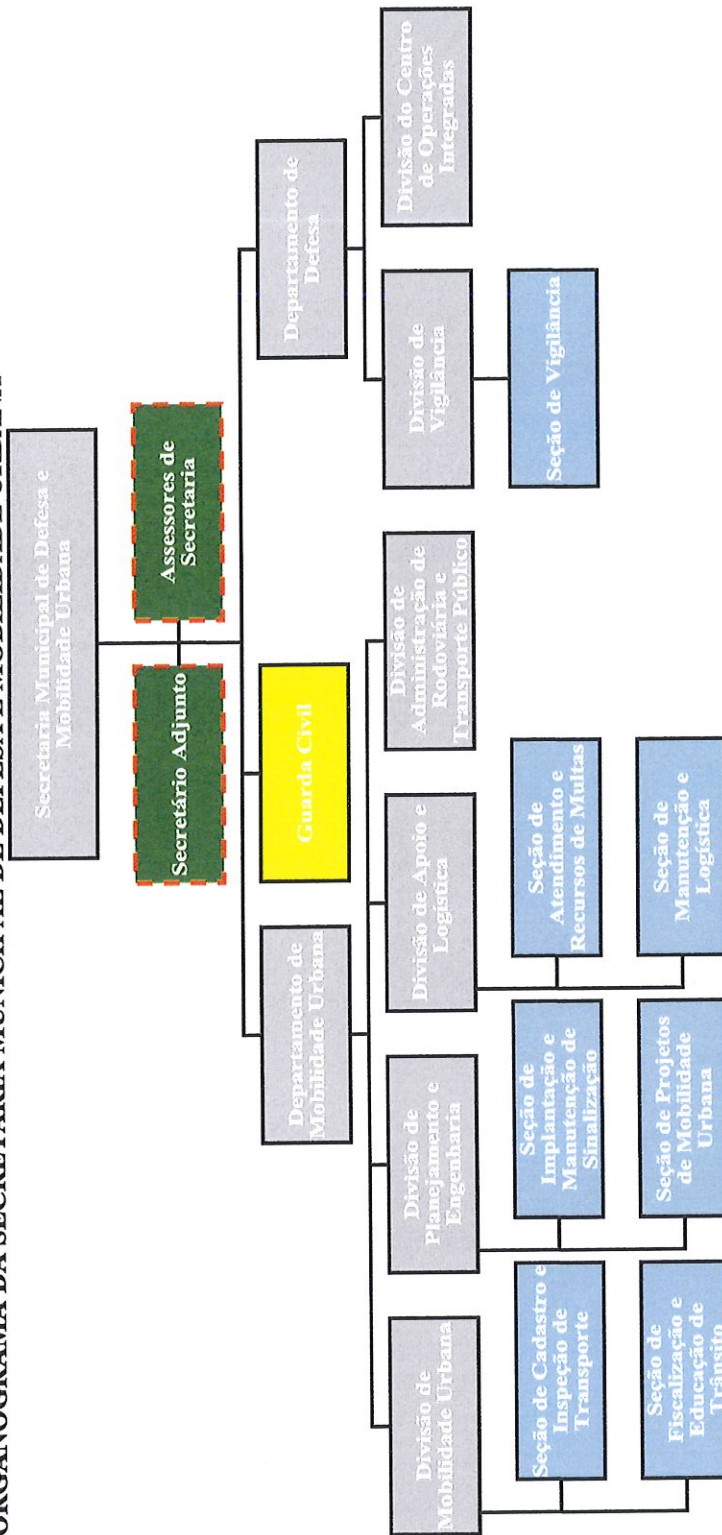 ORGANOGRAMA DA SECRETARIA MUNICIPAL DE DEFESA E MOBILIDADE URBANA
Secretaria Municipal de Defesa e
Mobilidade Urbana
Secretário Adjunto
Assessores de
Secretaria
Departamento de
Mobilidade Urbana
Guarda Civil
Departamento de
Defesa
Divisão de
Mobilidade Urbana
Divisão de
Planejamento e
Engenharia
Divisão de Apoio e
Logística
Divisão de
Administração de
Rodoviária e
Transporte Público
Divisão de
Vigilância
Divisão do Centro
de Operações
Integradas
Seção de Cadastro e
Inspeção de
Transporte
Seção de
Implantação e
Manutenção de
Sinalização
Seção de
Atendimento e
Recursos de Multas
Seção de Vigilância
Seção de
Fiscalização e
Educação de
Trânsito
Seção de Projetos
de Mobilidade
Urbana
Seção de
Manutenção e
Logística